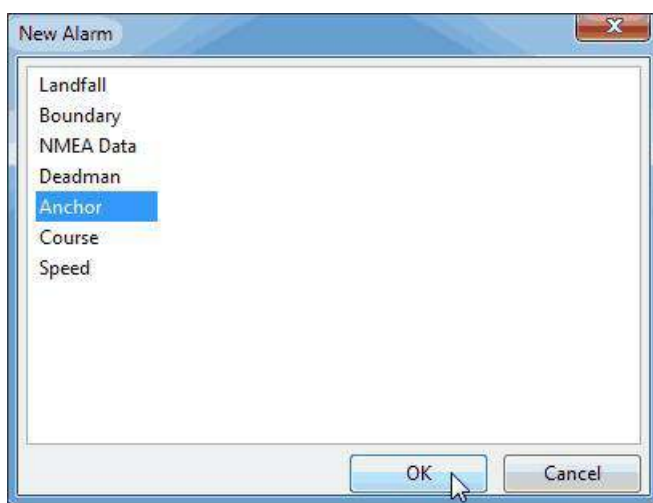 New Alarm
Landfall
Boundary
NMEA Data
Deadman
Anchor
Course
Speed
OK
Cancel